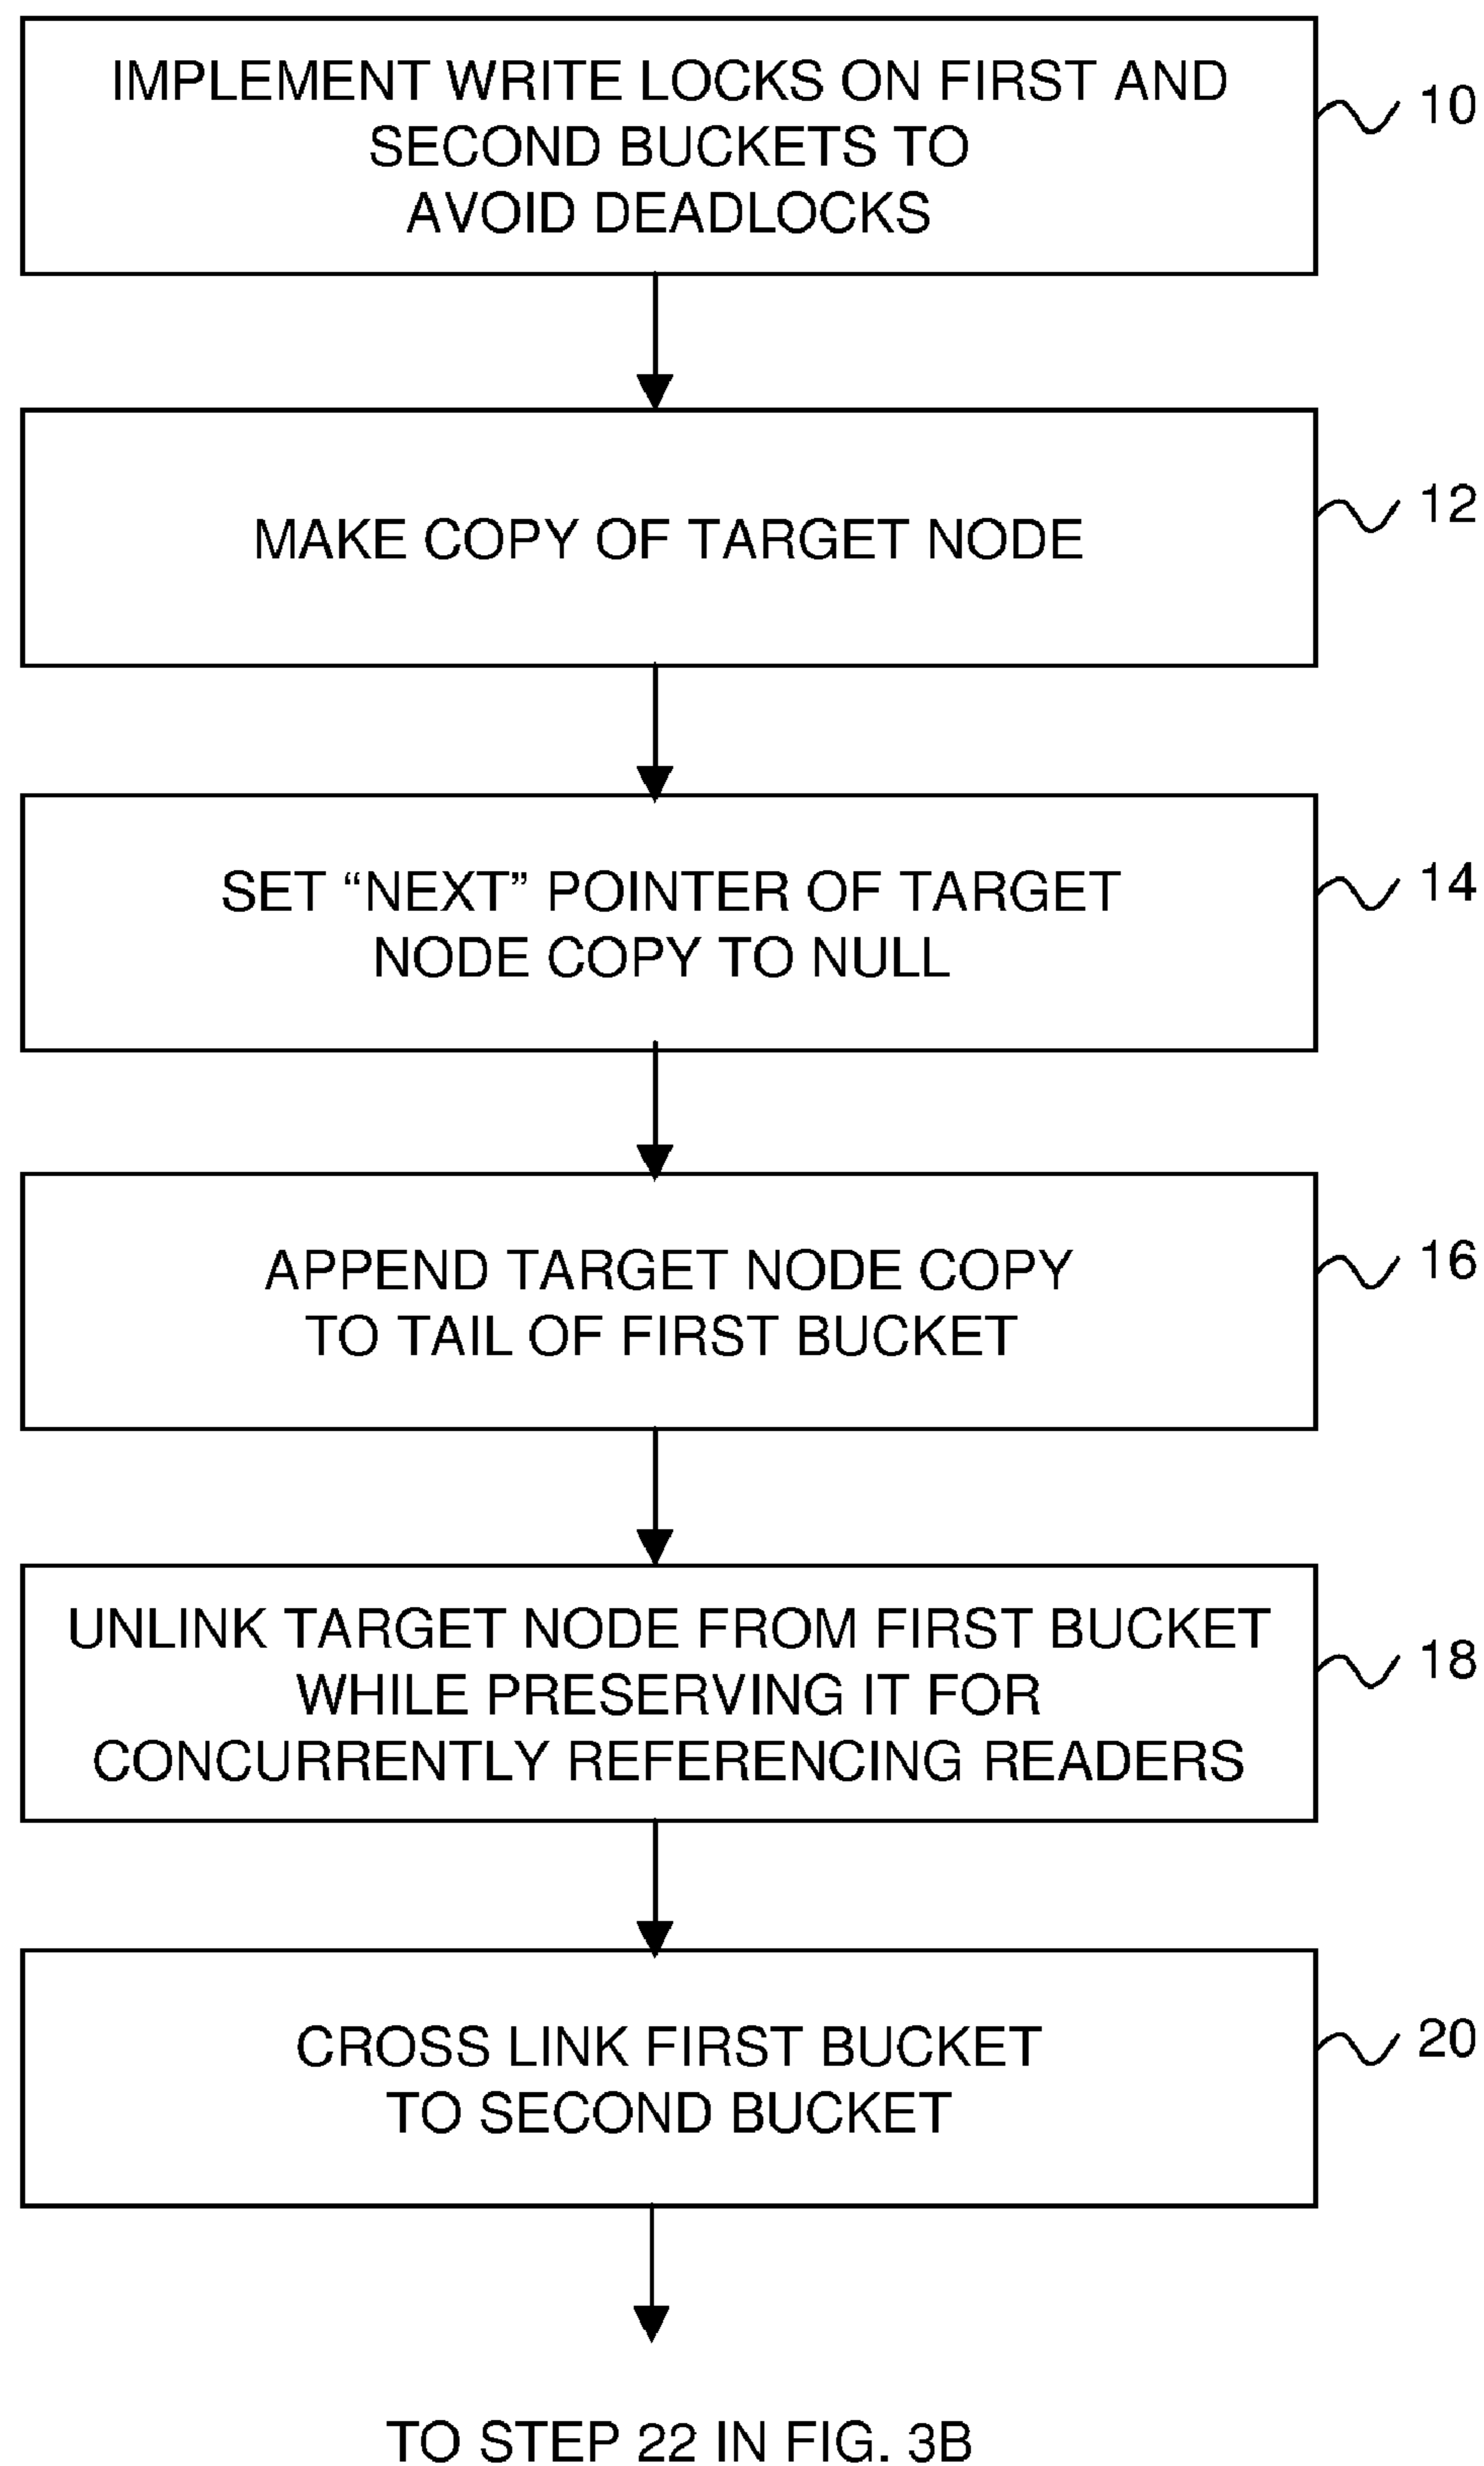 IMPLEMENT WRITE LOCKS ON FIRST AND
SECOND BUCKETS TO
AVOID DEADLOCKS
10
MAKE COPY OF TARGET NODE
12
SET “NEXT” POINTER OF TARGET
NODE COPY TO NULL
14
APPEND TARGET NODE COPY
TO TAIL OF FIRST BUCKET
16
UNLINK TARGET NODE FROM FIRST BUCKET
WHILE PRESERVING IT FOR
CONCURRENTLY REFERENCING READERS
18
CROSS LINK FIRST BUCKET
TO SECOND BUCKET
20
TO STEP 22 IN FIG. 3B